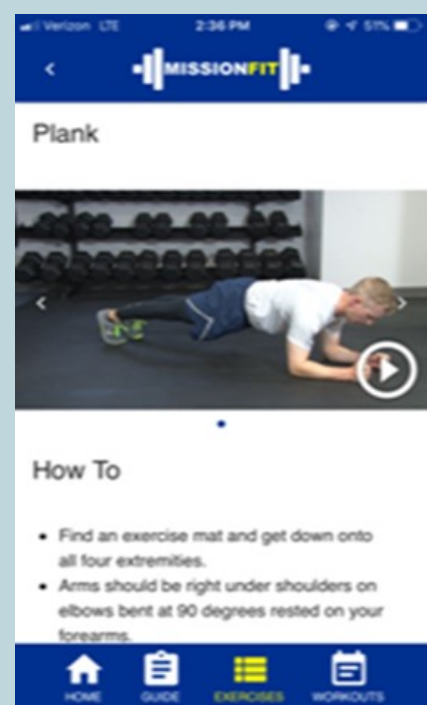 Verizon LTE 2:36 PM 51%
MISSIONFIT
Plank
How To
• Find an exercise mat and get down onto
all four extremities.
• Arms should be right under shoulders on
elbows bent at 90 degrees rested on your
forearms.
HOME GUIDE EXERCISES WORKOUTS